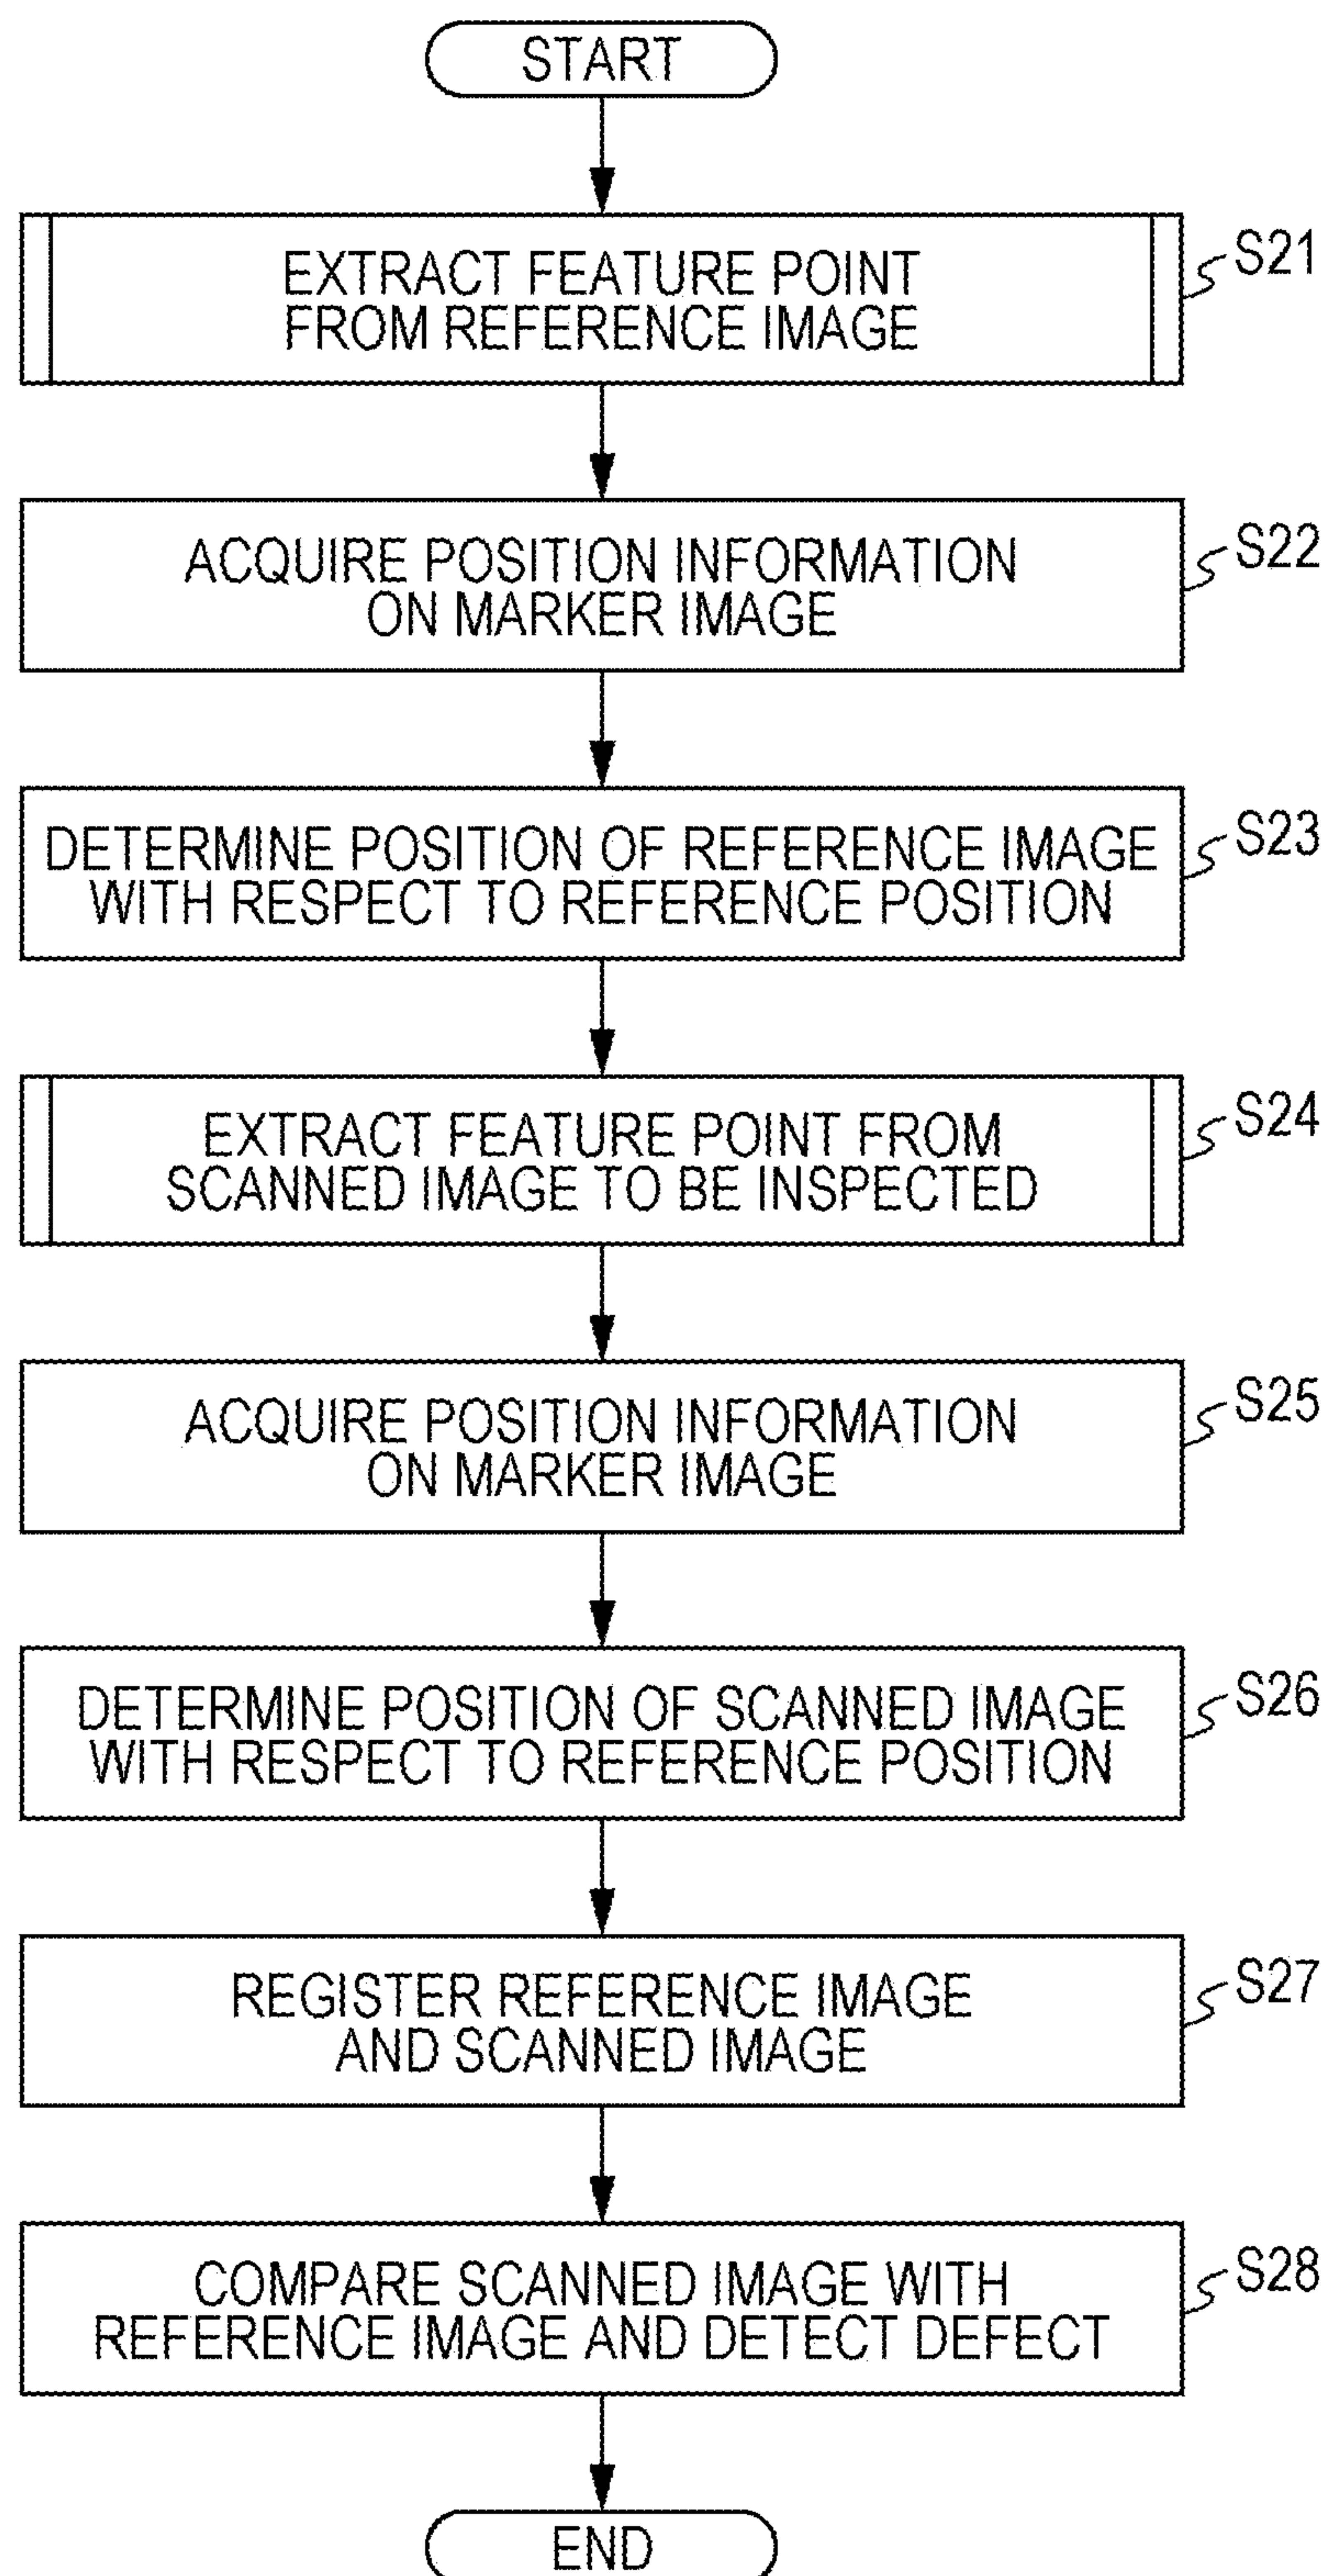 START
EXTRACT FEATURE POINT
FROM REFERENCE IMAGE
S21
ACQUIRE POSITION INFORMATION
ON MARKER IMAGE
S22
DETERMINE POSITION OF REFERENCE IMAGE
WITH RESPECT TO REFERENCE POSITION
S23
EXTRACT FEATURE POINT FROM
SCANNED IMAGE TO BE INSPECTED
S24
ACQUIRE POSITION INFORMATION
ON MARKER IMAGE
S25
DETERMINE POSITION OF SCANNED IMAGE
WITH RESPECT TO REFERENCE POSITION
S26
REGISTER REFERENCE IMAGE
AND SCANNED IMAGE
S27
COMPARE SCANNED IMAGE WITH
REFERENCE IMAGE AND DETECT DEFECT
S28
END